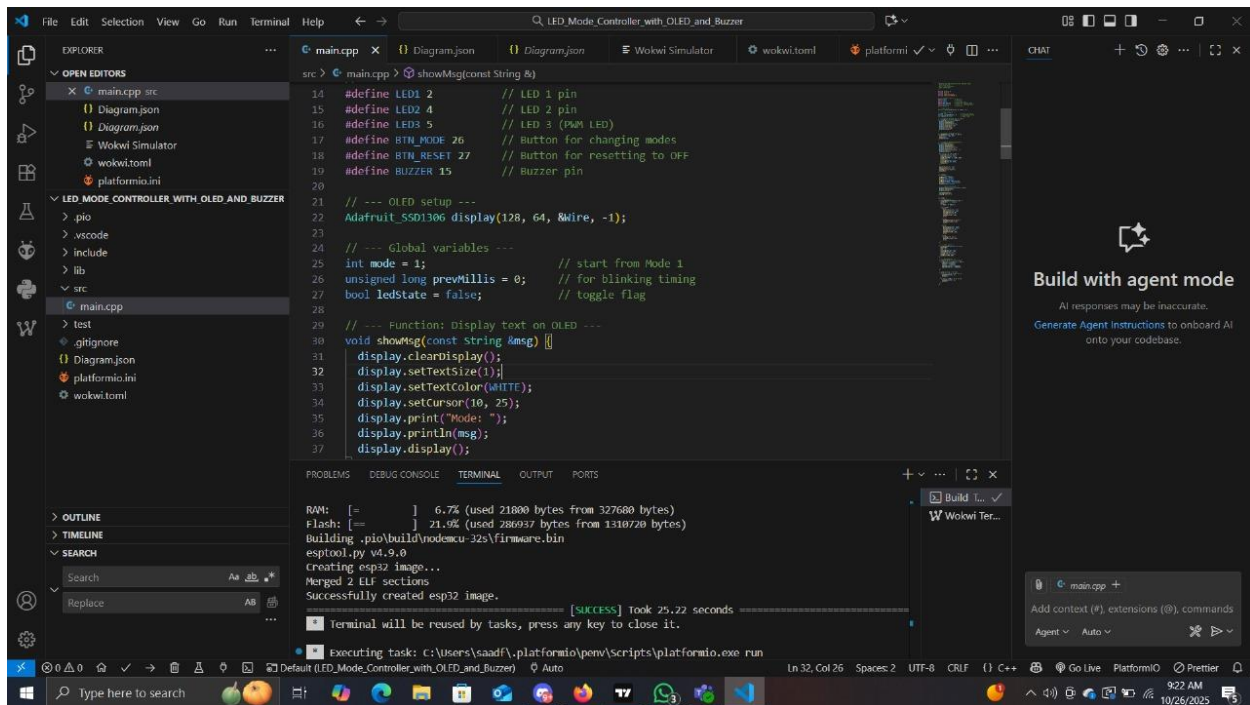 File Edit Selection View Go Run Terminal Help
LED_Mode_Controller_with_OLED_and_Buzzer
EXPLORER
OPEN EDITORS
main.cpp src
Diagram.json
Diagram.json
Wokwi Simulator
wokwi.toml
platformio.ini
LED_MODE_CONTROLLER_WITH_OLED_AND_BUZZER
.pio
.vscode
include
lib
src
main.cpp
test
.gitignore
Diagram.json
platformio.ini
wokwi.toml
OUTLINE
TIMELINE
SEARCH
Search Aa ab
Replace AB
main.cpp Diagram.json Diagram.json Wokwi Simulator wokwi.toml platformi
src > main.cpp > showMsg(const String &)
14 #define LED1 2 // LED 1 pin
15 #define LED2 4 // LED 2 pin
16 #define LED3 5 // LED 3 (PWM LED)
17 #define BTN_MODE 26 // Button for changing modes
18 #define BTN_RESET 27 // Button for resetting to OFF
19 #define BUZZER 15 // Buzzer pin
20
21 // --- OLED setup ---
22 Adafruit_SSD1306 display(128, 64, &Wire, -1);
23
24 // --- Global variables ---
25 int mode = 1; // start from Mode 1
26 unsigned long prevMillis = 0; // for blinking timing
27 bool ledState = false; // toggle flag
28
29 // --- Function: Display text on OLED ---
30 void showMsg(const String &msg) {
31 display.clearDisplay();
32 display.setTextSize(1);
33 display.setTextColor(WHITE);
34 display.setCursor(10, 25);
35 display.print("Mode: ");
36 display.println(msg);
37 display.display();
PROBLEMS DEBUG CONSOLE TERMINAL OUTPUT PORTS
RAM: [= ] 6.7% (used 21800 bytes from 327680 bytes)
Flash: [== ] 21.9% (used 286937 bytes from 1310720 bytes)
Building .pio\build\nodemcu-32s\firmware.bin
esptool.py v4.9.0
Creating esp32 image...
Merged 2 ELF sections
Successfully created esp32 image.
[SUCCESS] Took 25.22 seconds
* Terminal will be reused by tasks, press any key to close it.
* Executing task: C:\Users\saadf\.platformio\penv\Scripts\platformio.exe run
Build T...
Wokwi Ter...
CHAT
Build with agent mode
AI responses may be inaccurate.
Generate Agent Instructions to onboard AI
onto your codebase.
main.cpp
Add context (#), extensions (@), commands
Agent Auto
0 0 Default (LED_Mode_Controller_with_OLED_and_Buzzer) Auto Ln 32, Col 26 Spaces: 2 UTF-8 CRLF {} C++ Go Live PlatformIO Prettier
Type here to search
9:22 AM
10/26/2025